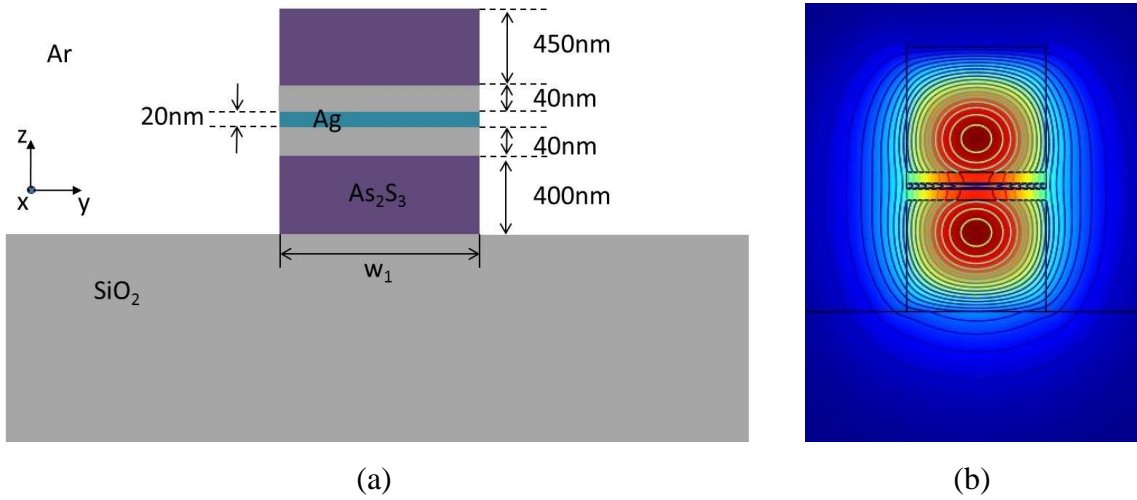 Ar
450nm
40nm
20nm
Ag
z
40nm
x
y
As₂S₃
400nm
w₁
SiO₂
(a)
(b)